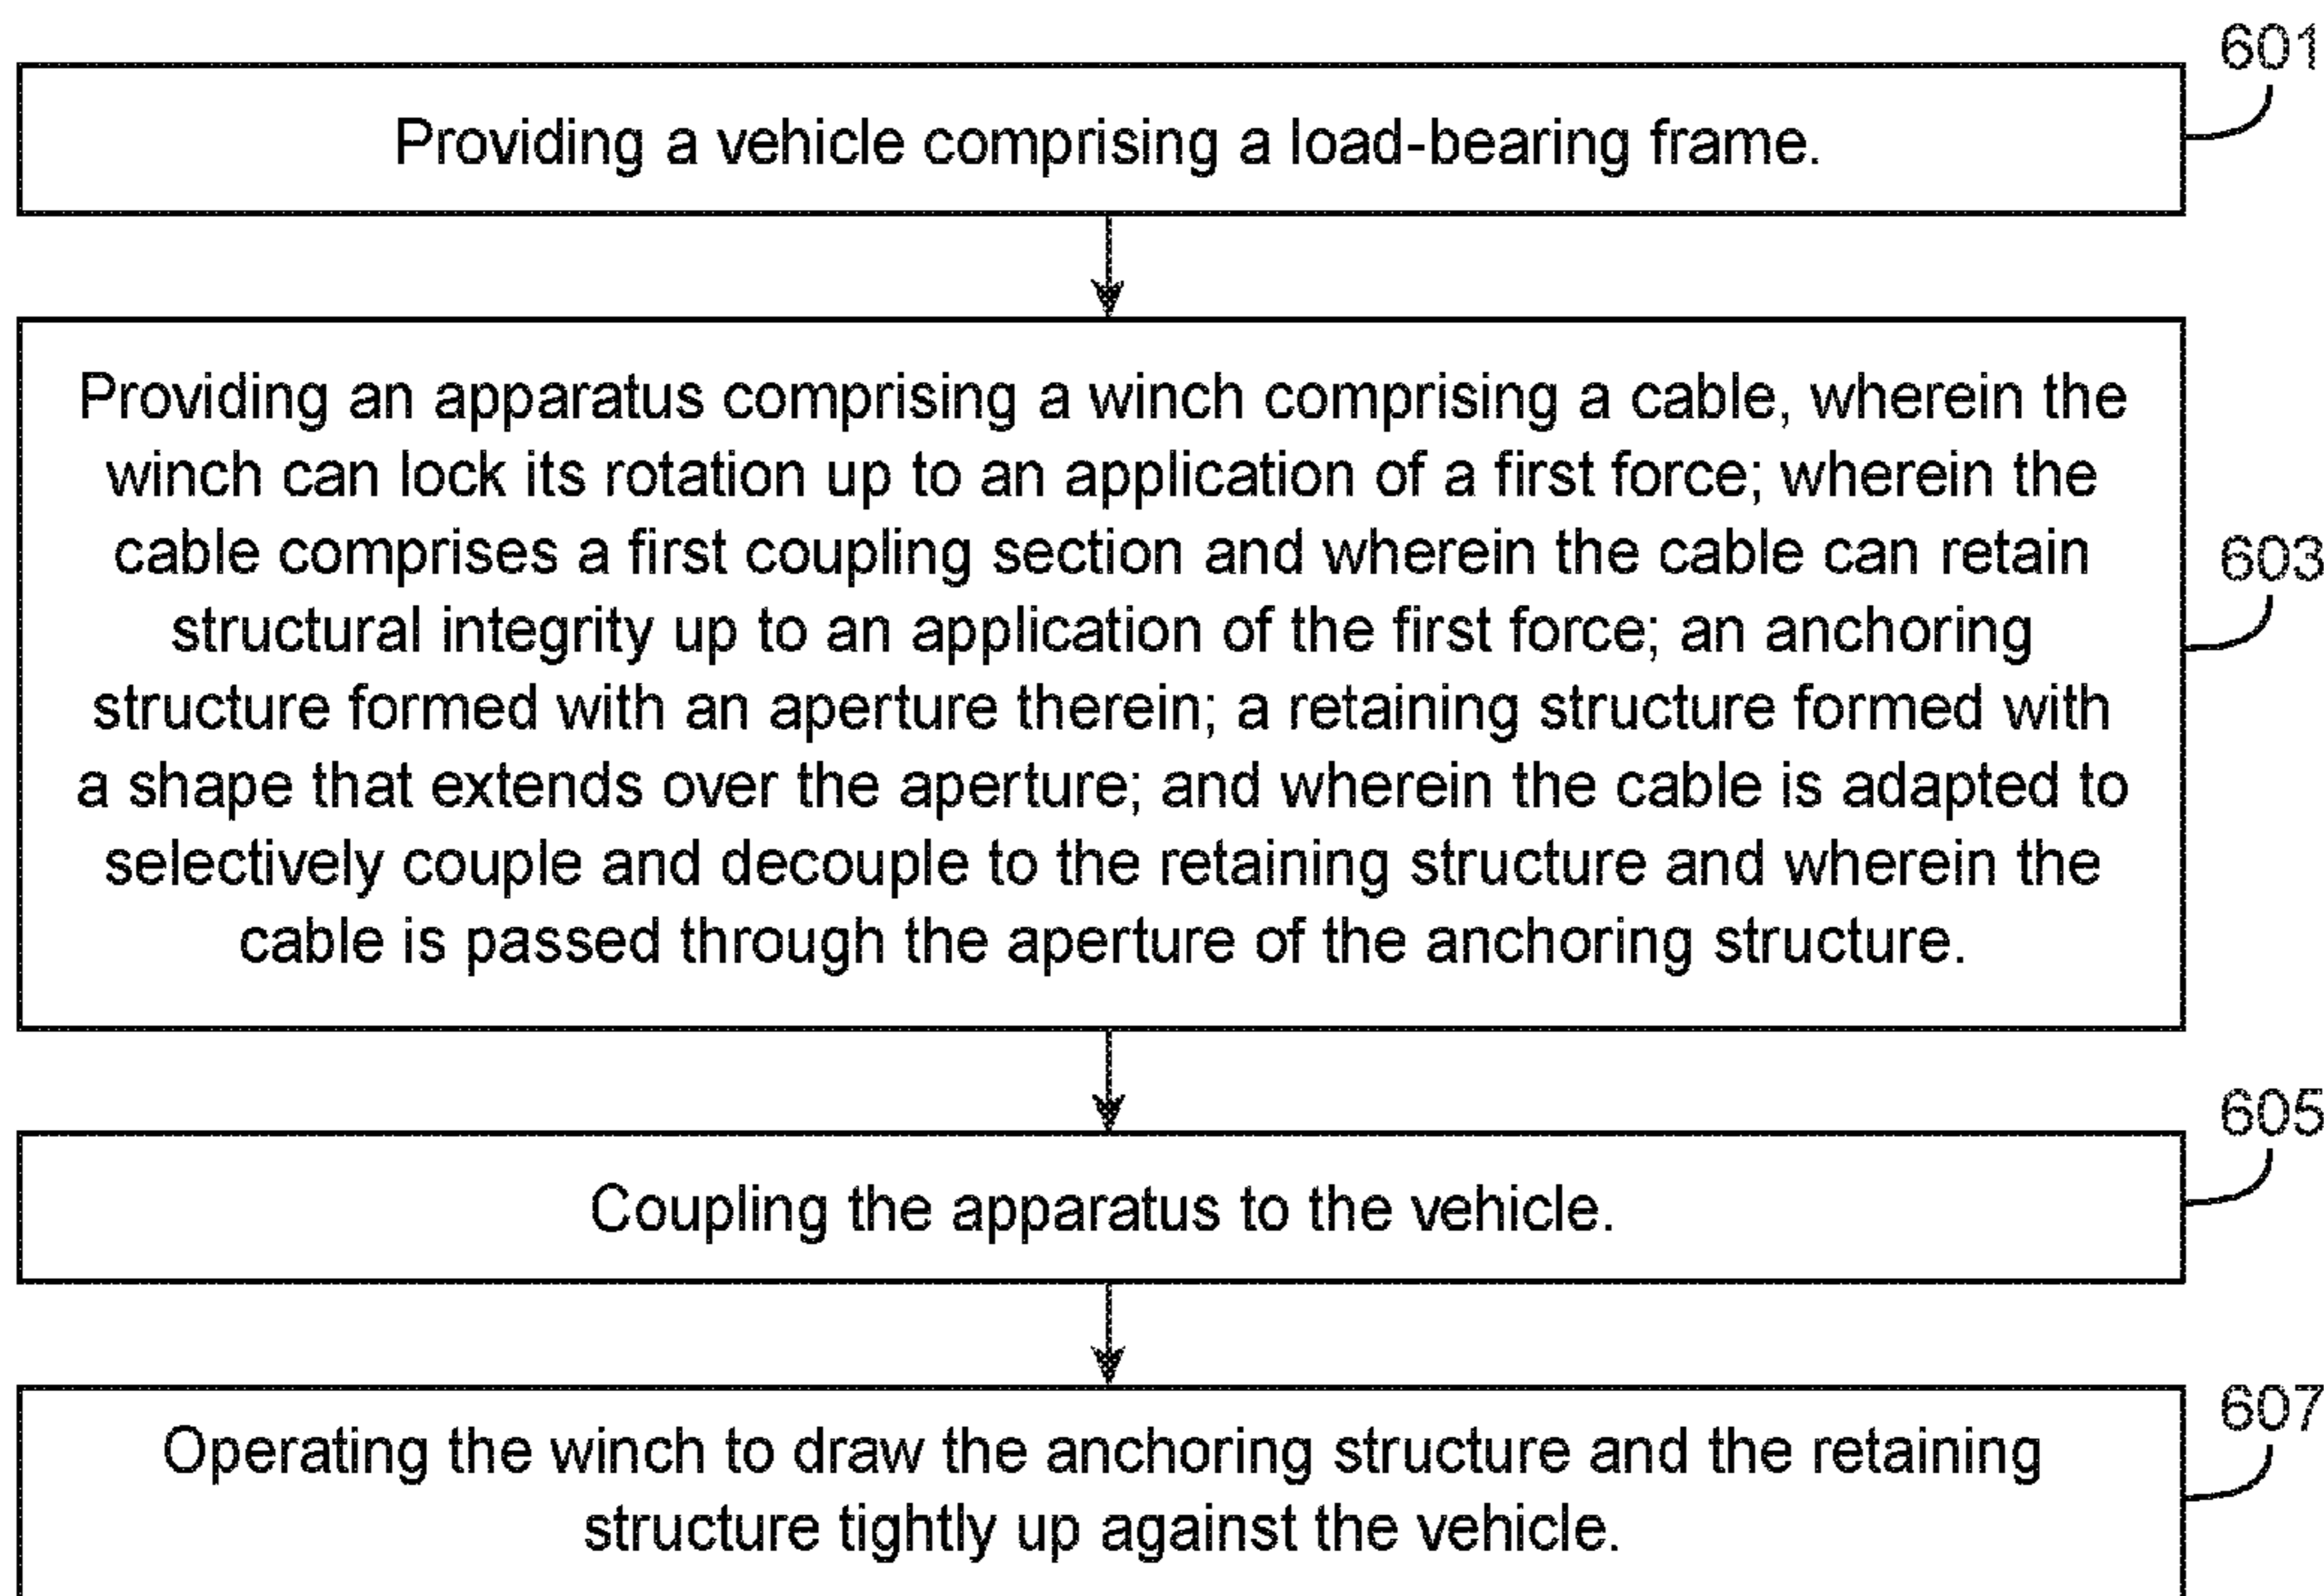 601
Providing a vehicle comprising a load-bearing frame.
Providing an apparatus comprising a winch comprising a cable, wherein the
winch can lock its rotation up to an application of a first force; wherein the
cable comprises a first coupling section and wherein the cable can retain
603
structural integrity up to an application of the first force; an anchoring
structure formed with an aperture therein; a retaining structure formed with
a shape that extends over the aperture; and wherein the cable is adapted to
selectively couple and decouple to the retaining structure and wherein the
cable is passed through the aperture of the anchoring structure.
605
Coupling the apparatus to the vehicle.
607
Operating the winch to draw the anchoring structure and the retaining
structure tightly up against the vehicle.